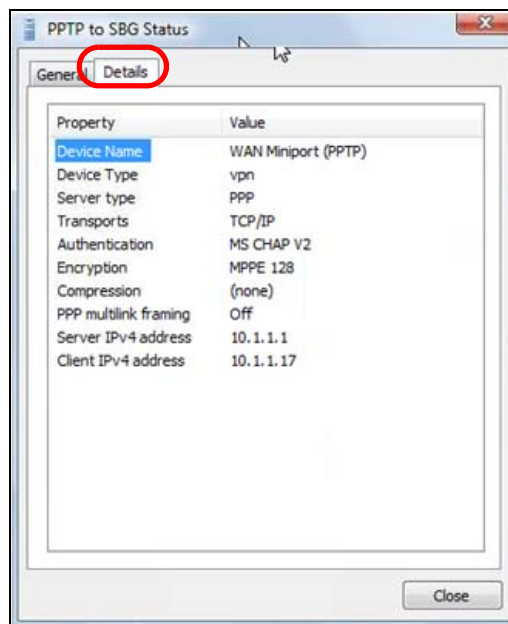 PPTP to SBG Status
General Details
Property Value
Device Name WAN Miniport (PPTP)
Device Type vpn
Server type PPP
Transports TCP/IP
Authentication MS CHAP V2
Encryption MPPE 128
Compression (none)
PPP multilink framing Off
Server IPv4 address 10.1.1.1
Client IPv4 address 10.1.1.17
Close